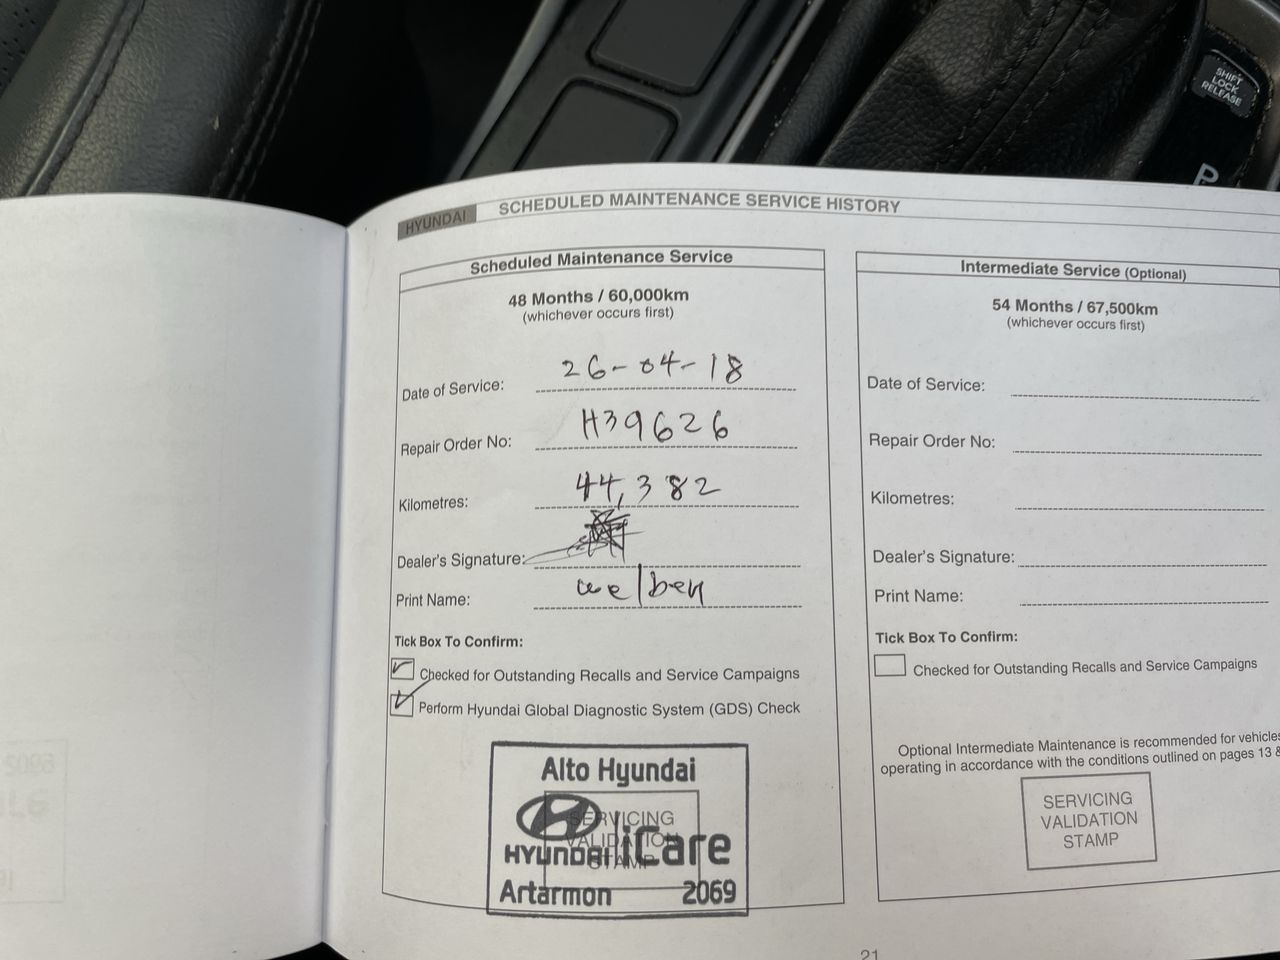 SHIFT
LOCK
RELEASE
P
HYUNDAI
SCHEDULED MAINTENANCE SERVICE HISTORY
Scheduled Maintenance Service
48 Months / 60,000km
(whichever occurs first)
Date of Service: 26-04-18
Repair Order No: H39626
Kilometres: 44,382
Dealer's Signature:
Print Name: welben
Tick Box To Confirm:
Checked for Outstanding Recalls and Service Campaigns
Perform Hyundai Global Diagnostic System (GDS) Check
SERVICING
VALIDATION
STAMP
Alto Hyundai
HYUNDAI iCare
Artarmon 2069
Intermediate Service (Optional)
54 Months / 67,500km
(whichever occurs first)
Date of Service:
Repair Order No:
Kilometres:
Dealer's Signature:
Print Name:
Tick Box To Confirm:
Checked for Outstanding Recalls and Service Campaigns
Optional Intermediate Maintenance is recommended for vehicles
operating in accordance with the conditions outlined on pages 13 &
SERVICING
VALIDATION
STAMP
21